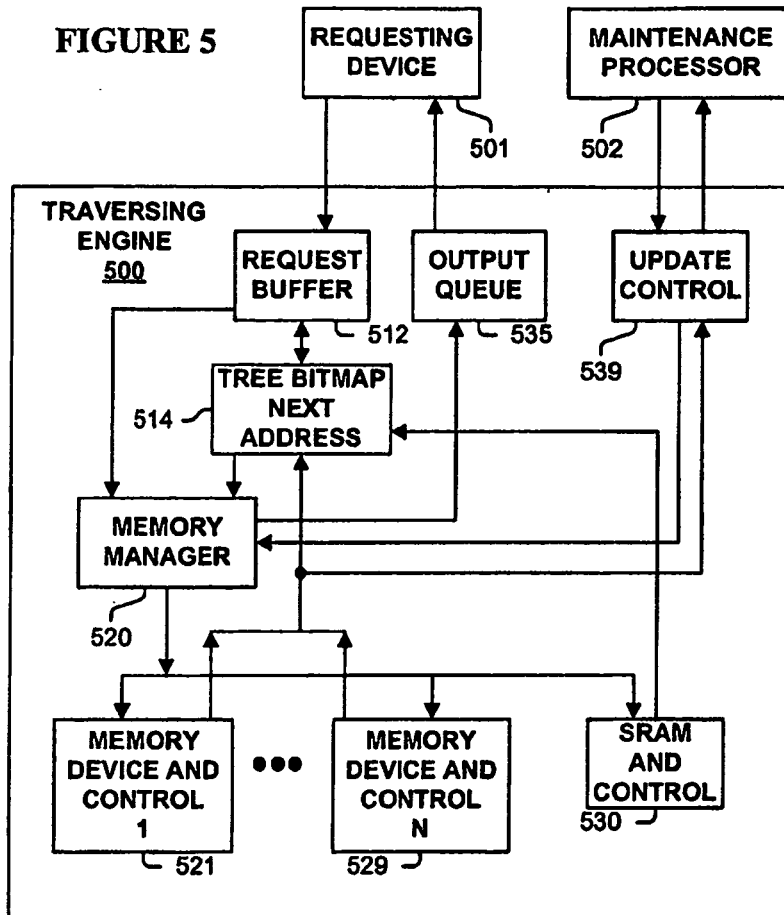 FIGURE 5
REQUESTING
DEVICE
501
MAINTENANCE
PROCESSOR
502
TRAVERSING
ENGINE
500
REQUEST
BUFFER
512
OUTPUT
QUEUE
535
UPDATE
CONTROL
539
TREE BITMAP
NEXT
ADDRESS
514
MEMORY
MANAGER
520
MEMORY
DEVICE AND
CONTROL
1
521
MEMORY
DEVICE AND
CONTROL
N
529
SRAM
AND
CONTROL
530